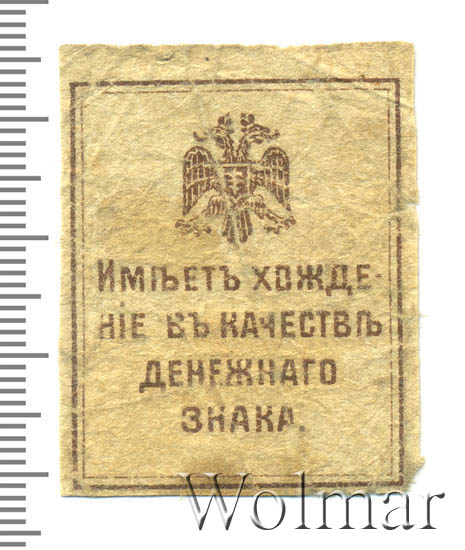 Имѣетъ хожде-
ніе въ качествѣ
денежнаго
знака.
Wolmar